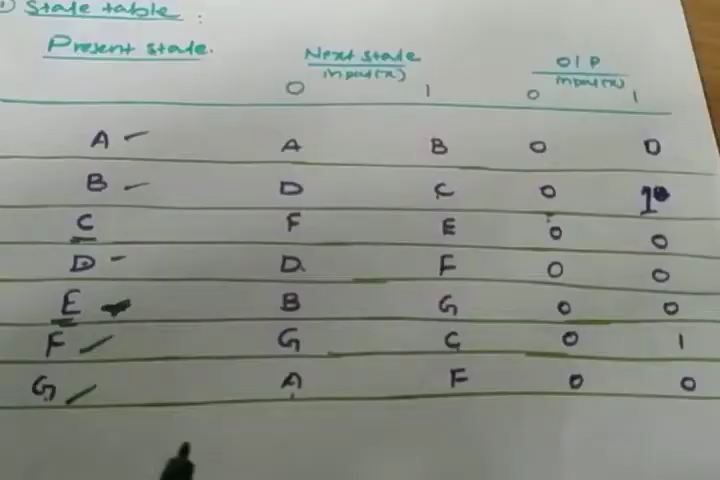 1) State table :
Present state. Next state O/P
input(x) input(x)
0 1 0 1
A A B 0 0
B D C 0 1
C F E 0 0
D D F 0 0
E B G 0 0
F G C 0 1
G A F 0 0